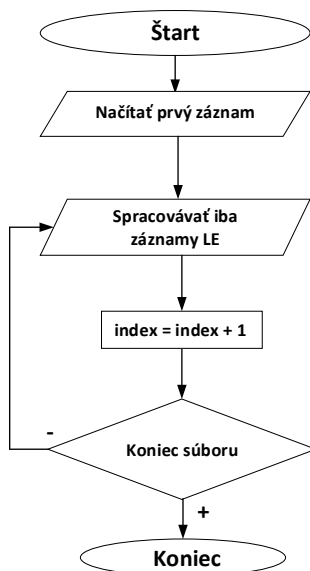 Štart
Načítať prvý záznam
Spracovávať iba
záznamy LE
index = index + 1
-
Koniec súboru
+
Koniec